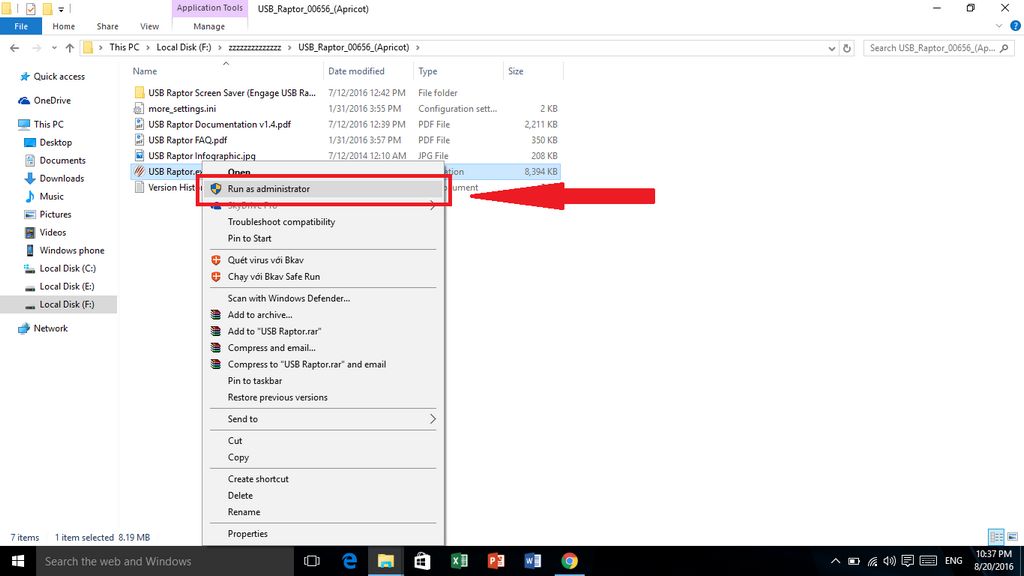 Application Tools
USB_Raptor_00656_(Apricot)
File
Home
Share
View
Manage
This PC
Local Disk (F:)
zzzzzzzzzzzzzz
USB_Raptor_00656_(Apricot)
Search USB_Raptor_00656_(Ap...
Quick access
OneDrive
This PC
Desktop
Documents
Downloads
Music
Pictures
Videos
Windows phone
Local Disk (C:)
Local Disk (E:)
Local Disk (F:)
Network
Name Date modified Type Size
USB Raptor Screen Saver (Engage USB Ra... 7/12/2016 12:42 PM File folder
more_settings.ini 1/31/2016 3:55 PM Configuration sett... 2 KB
USB Raptor Documentation v1.4.pdf 7/12/2016 12:39 PM PDF File 2,211 KB
USB Raptor FAQ.pdf 1/31/2016 3:57 PM PDF File 350 KB
USB Raptor Infographic.jpg 7/12/2014 12:10 AM JPG File 208 KB
USB Raptor.ex 8,394 KB
Version Histor
Open
Run as administrator
SkyDrive Pro
Troubleshoot compatibility
Pin to Start
Quét virus với Bkav
Chạy với Bkav Safe Run
Scan with Windows Defender...
Add to archive...
Add to "USB Raptor.rar"
Compress and email...
Compress to "USB Raptor.rar" and email
Pin to taskbar
Restore previous versions
Send to
Cut
Copy
Create shortcut
Delete
Rename
Properties
7 items 1 item selected 8.19 MB
Search the web and Windows
ENG
10:37 PM
8/20/2016